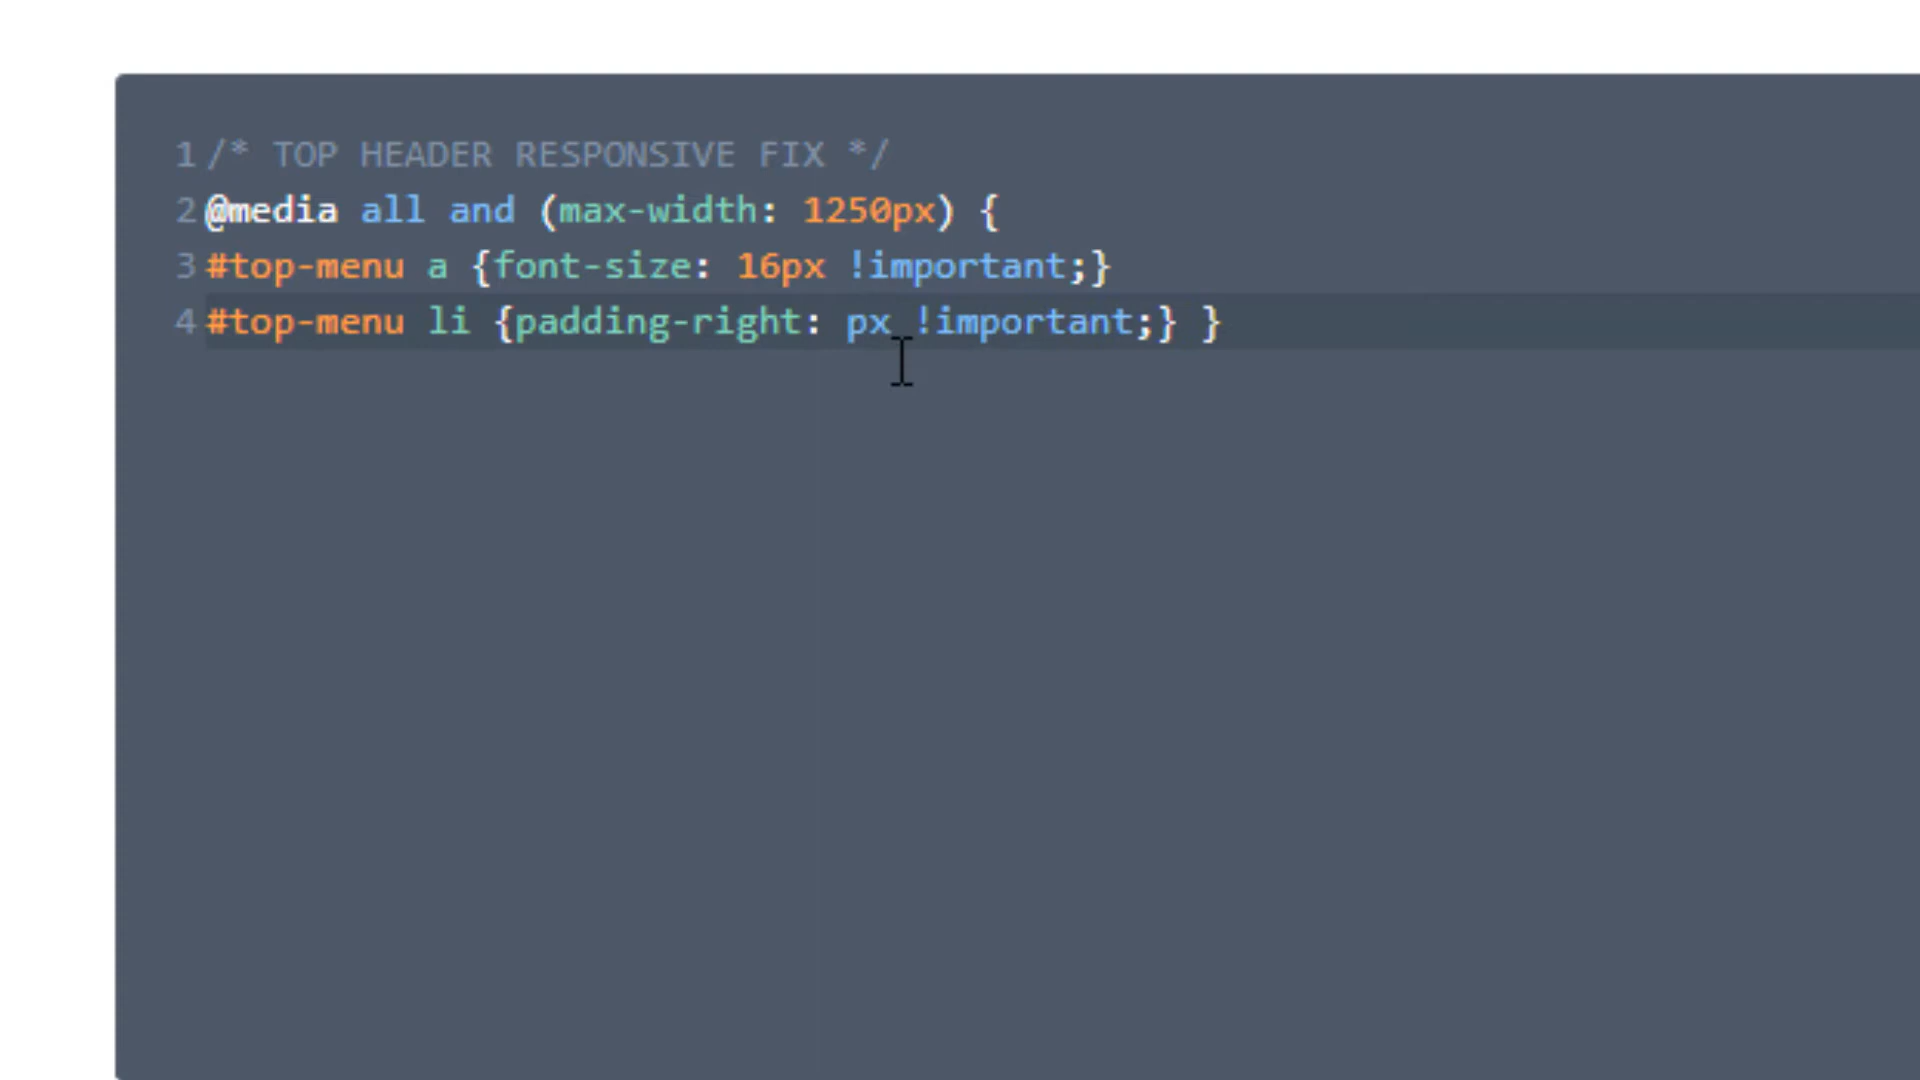 1 /* TOP HEADER RESPONSIVE FIX */
2 @media all and (max-width: 1250px) {
3 #top-menu a {font-size: 16px !important;}
4 #top-menu li {padding-right: px !important;} }